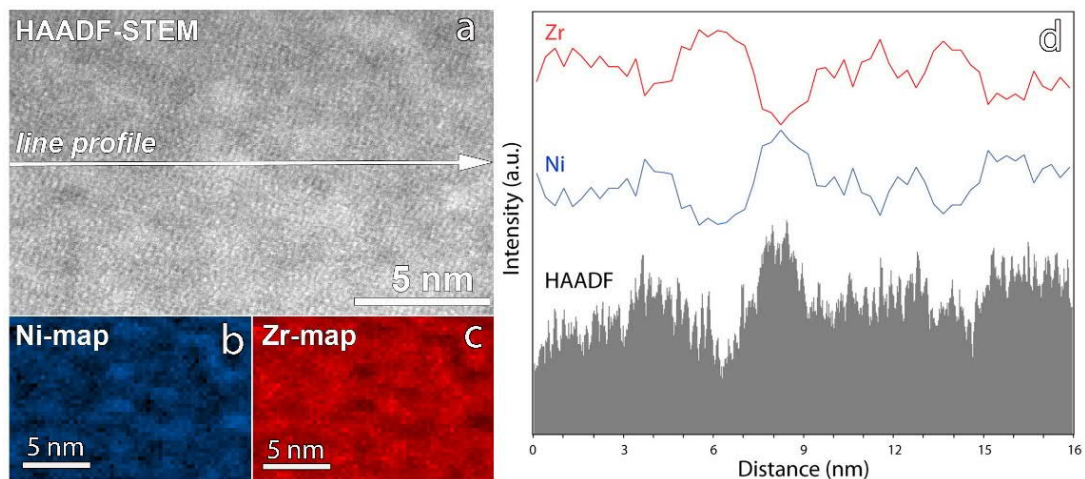 HAADF-STEM
a
line profile
5 nm
Ni-map
b
5 nm
Zr-map
c
5 nm
d
Zr
Ni
HAADF
Intensity (a.u.)
0 3 6 9 12 15 16
Distance (nm)